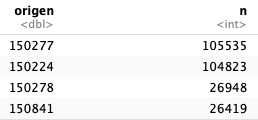 origen n
<dbl> <int>
150277 105535
150224 104823
150278 26948
150841 26419